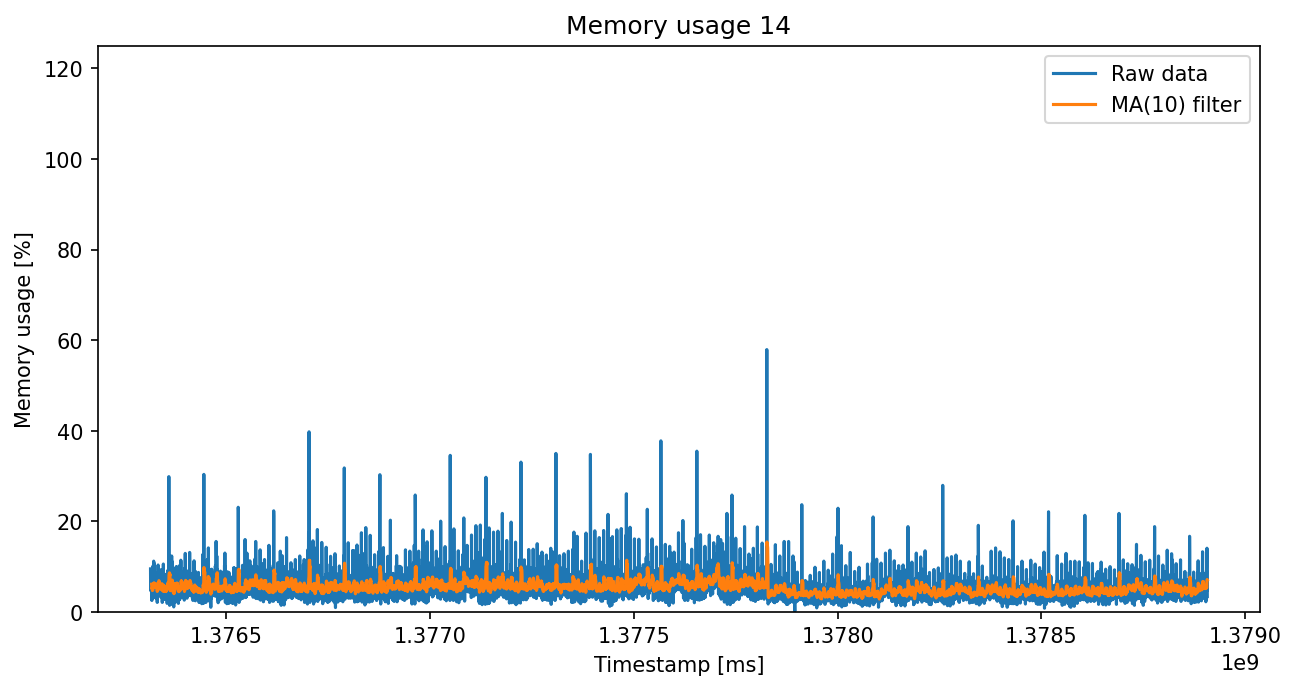 Memory usage 14
Raw data
MA(10) filter
Memory usage [%]
120
100
80
60
40
20
0
1.3765 1.3770 1.3775 1.3780 1.3785 1.3790
1e9
Timestamp [ms]